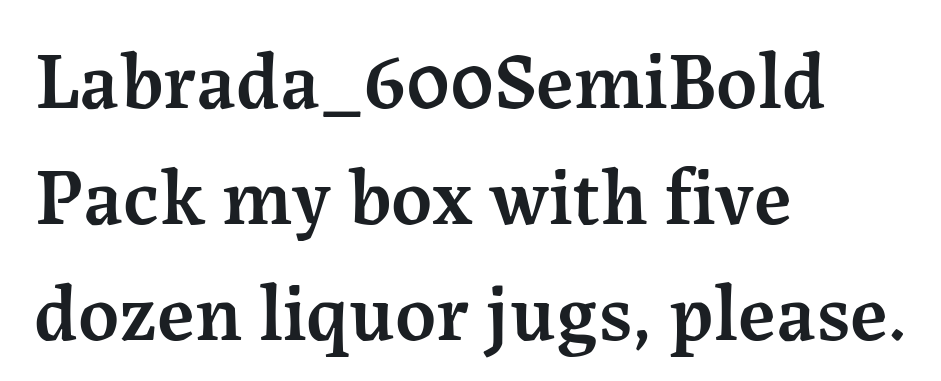 Labrada_600SemiBold
Pack my box with five
dozen liquor jugs, please.